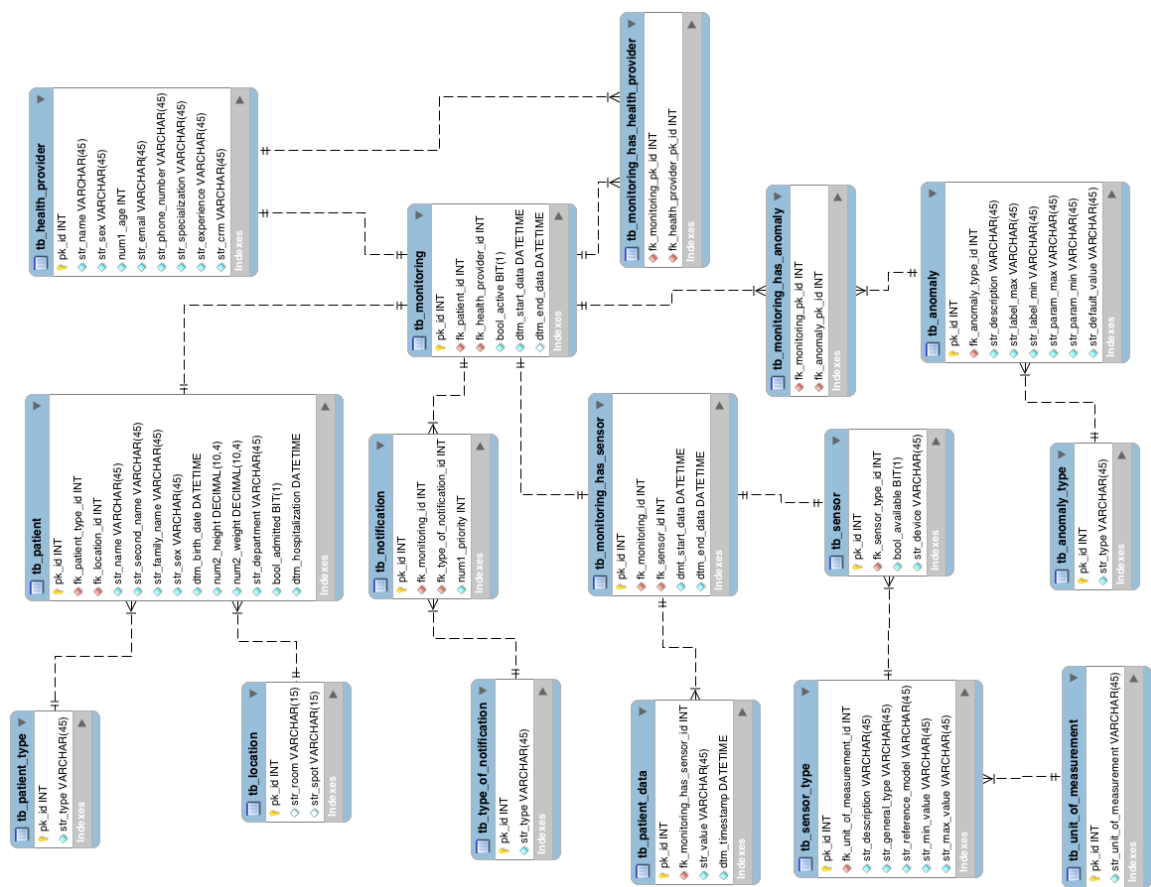 tb_patient_type
pk_id INT
str_type VARCHAR(45)
Indexes
tb_location
pk_id INT
str_room VARCHAR(15)
str_spot VARCHAR(15)
Indexes
tb_type_of_notification
pk_id INT
str_type VARCHAR(45)
Indexes
tb_patient_data
pk_id INT
fk_monitoring_has_sensor_id INT
str_value VARCHAR(45)
dtm_timestamp DATETIME
Indexes
tb_sensor_type
pk_id INT
fk_unit_of_measurement_id INT
str_description VARCHAR(45)
str_general_type VARCHAR(45)
str_reference_model VARCHAR(45)
str_min_value VARCHAR(45)
str_max_value VARCHAR(45)
Indexes
tb_unit_of_measurement
pk_id INT
str_unit_of_measurement VARCHAR(45)
Indexes
tb_patient
pk_id INT
fk_patient_type_id INT
fk_location_id INT
str_name VARCHAR(45)
str_second_name VARCHAR(45)
str_family_name VARCHAR(45)
str_sex VARCHAR(45)
dtm_birth_date DATETIME
num2_height DECIMAL(10,4)
num2_weight DECIMAL(10,4)
str_department VARCHAR(45)
bool_admitted BIT(1)
dtm_hospitalization DATETIME
Indexes
tb_notification
pk_id INT
fk_monitoring_id INT
fk_type_of_notification_id INT
num1_priority INT
Indexes
tb_monitoring_has_sensor
pk_id INT
fk_monitoring_id INT
fk_sensor_id INT
dmt_start_data DATETIME
dtm_end_data DATETIME
Indexes
tb_sensor
pk_id INT
fk_sensor_type_id INT
bool_available BIT(1)
str_device VARCHAR(45)
Indexes
tb_anomaly_type
pk_id INT
str_type VARCHAR(45)
Indexes
tb_health_provider
pk_id INT
str_name VARCHAR(45)
str_sex VARCHAR(45)
num1_age INT
str_email VARCHAR(45)
str_phone_number VARCHAR(45)
str_specialization VARCHAR(45)
str_experience VARCHAR(45)
str_crm VARCHAR(45)
Indexes
tb_monitoring
pk_id INT
fk_patient_id INT
fk_health_provider_id INT
bool_active BIT(1)
dtm_start_data DATETIME
dtm_end_data DATETIME
Indexes
tb_monitoring_has_health_provider
fk_monitoring_pk_id INT
fk_health_provider_pk_id INT
Indexes
tb_monitoring_has_anomaly
fk_monitoring_pk_id INT
fk_anomaly_pk_id INT
Indexes
tb_anomaly
pk_id INT
fk_anomaly_type_id INT
str_description VARCHAR(45)
str_label_max VARCHAR(45)
str_label_min VARCHAR(45)
str_param_max VARCHAR(45)
str_param_min VARCHAR(45)
str_default_value VARCHAR(45)
Indexes